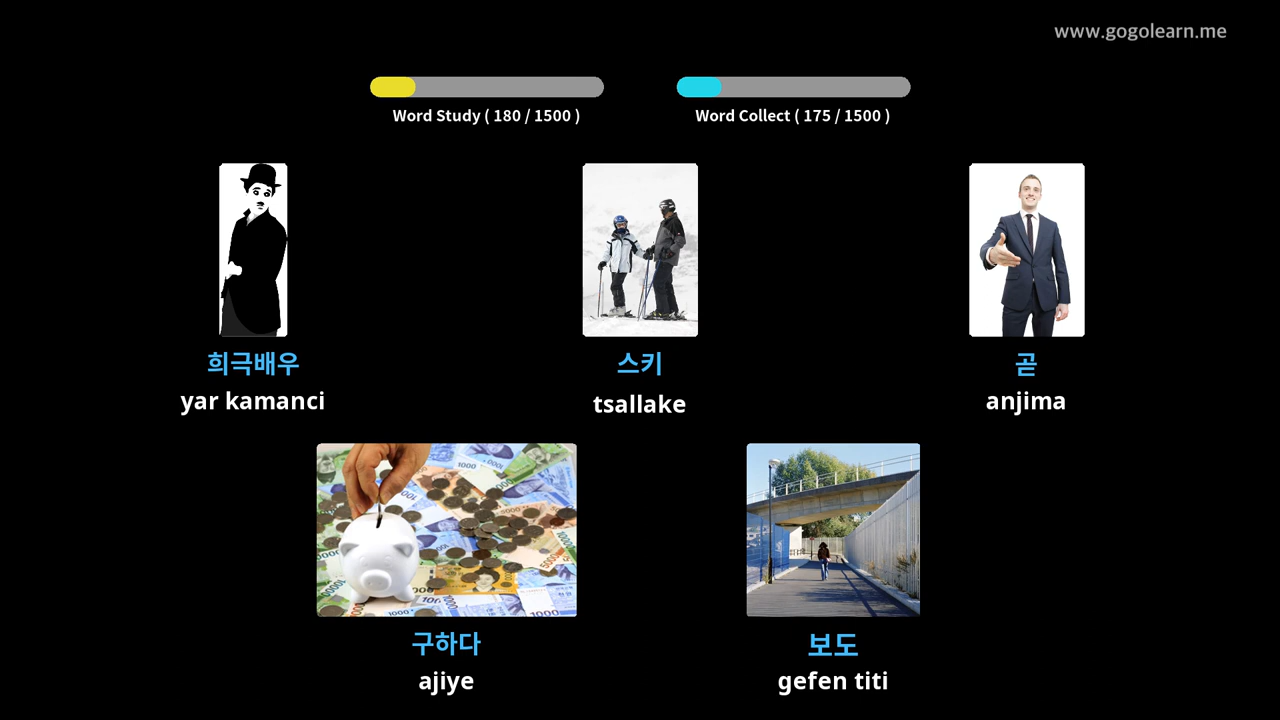 www.gogolearn.me
Word Study ( 180 / 1500 )
Word Collect ( 175 / 1500 )
희극배우
yar kamanci
스키
tsallake
곧
anjima
구하다
ajiye
보도
gefen titi